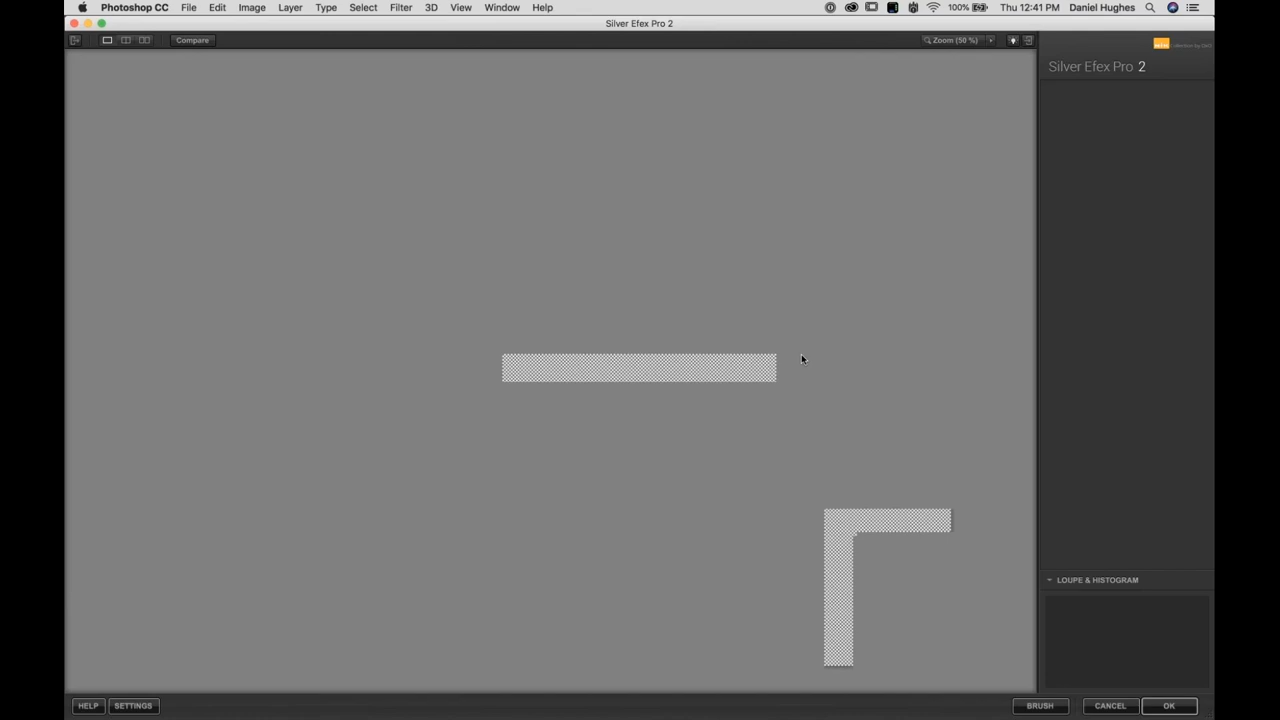 Photoshop CC File Edit Image Layer Type Select Filter 3D View Window Help 100% Thu 12:41 PM Daniel Hughes
Silver Efex Pro 2
Compare Zoom (50 %)
Silver Efex Pro 2
LOUPE & HISTOGRAM
HELP SETTINGS BRUSH CANCEL OK